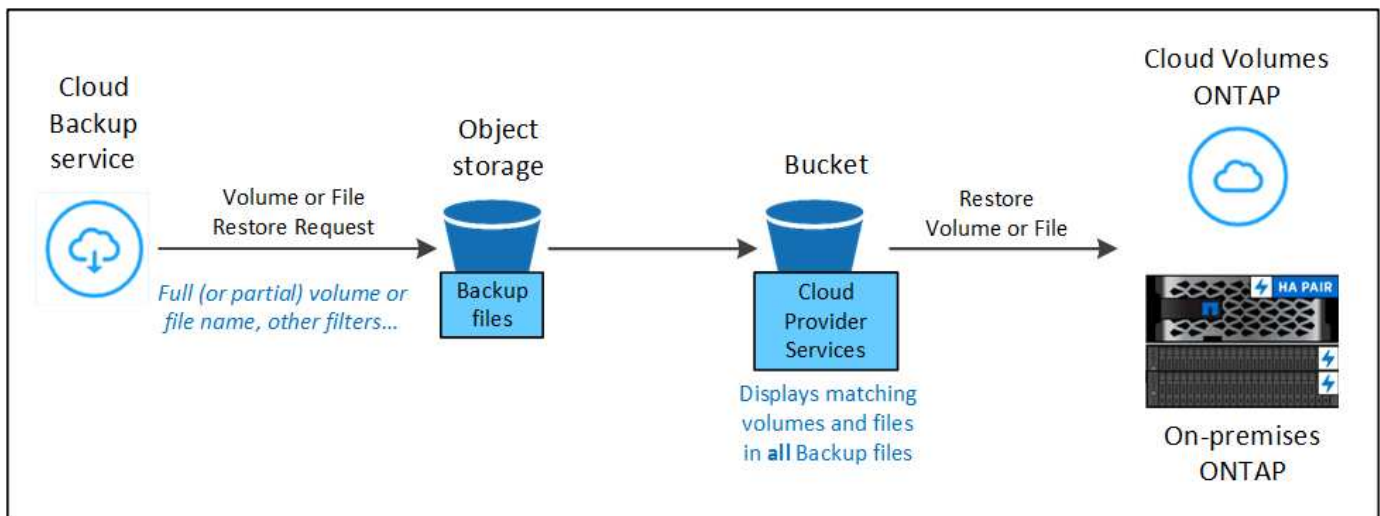 Cloud
Backup
service
Volume or File
Restore Request
Full (or partial) volume or
file name, other filters...
Object
storage
Backup
files
Bucket
Cloud
Provider
Services
Displays matching
volumes and files
in all Backup files
Restore
Volume or File
Cloud Volumes
ONTAP
HA PAIR
On-premises
ONTAP